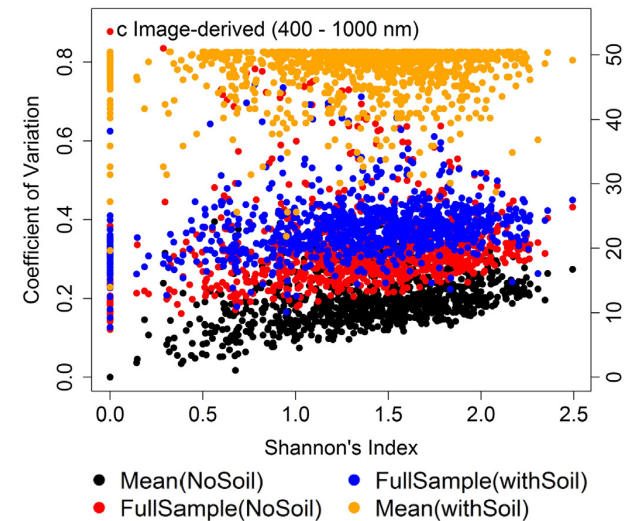 c Image-derived (400 - 1000 nm)
Coefficient of Variation
0.0 0.2 0.4 0.6 0.8
0 10 20 30 40 50
0.0 0.5 1.0 1.5 2.0 2.5
Shannon's Index
Mean(NoSoil) FullSample(withSoil)
FullSample(NoSoil) Mean(withSoil)